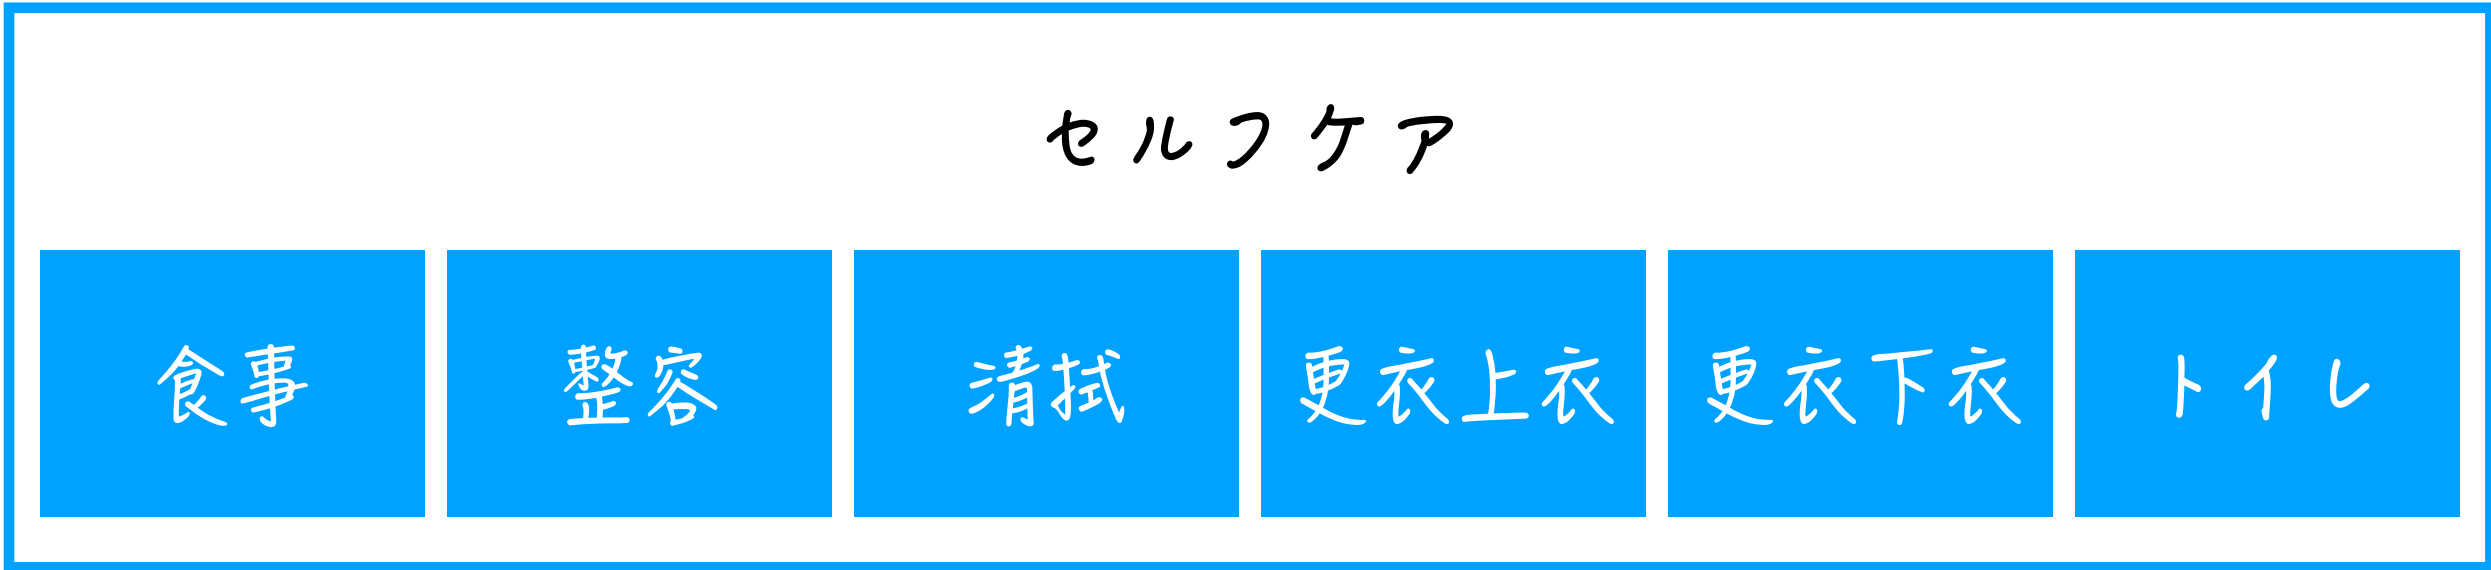 セルフケア
食事
整容
清拭
更衣上衣
更衣下衣
トイレ